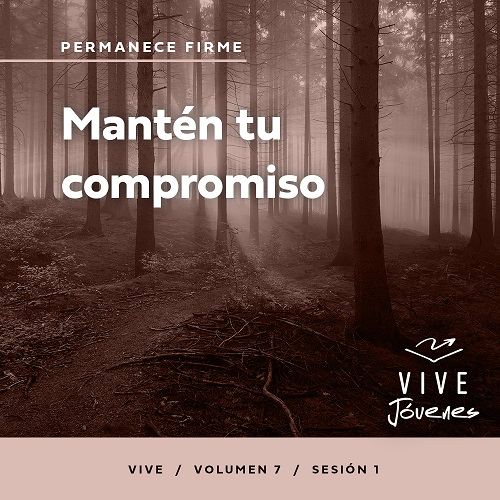 PERMANECE FIRME
Mantén tu
compromiso
VIVE
Jóvenes
VIVE / VOLUMEN 7 / SESIÓN 1